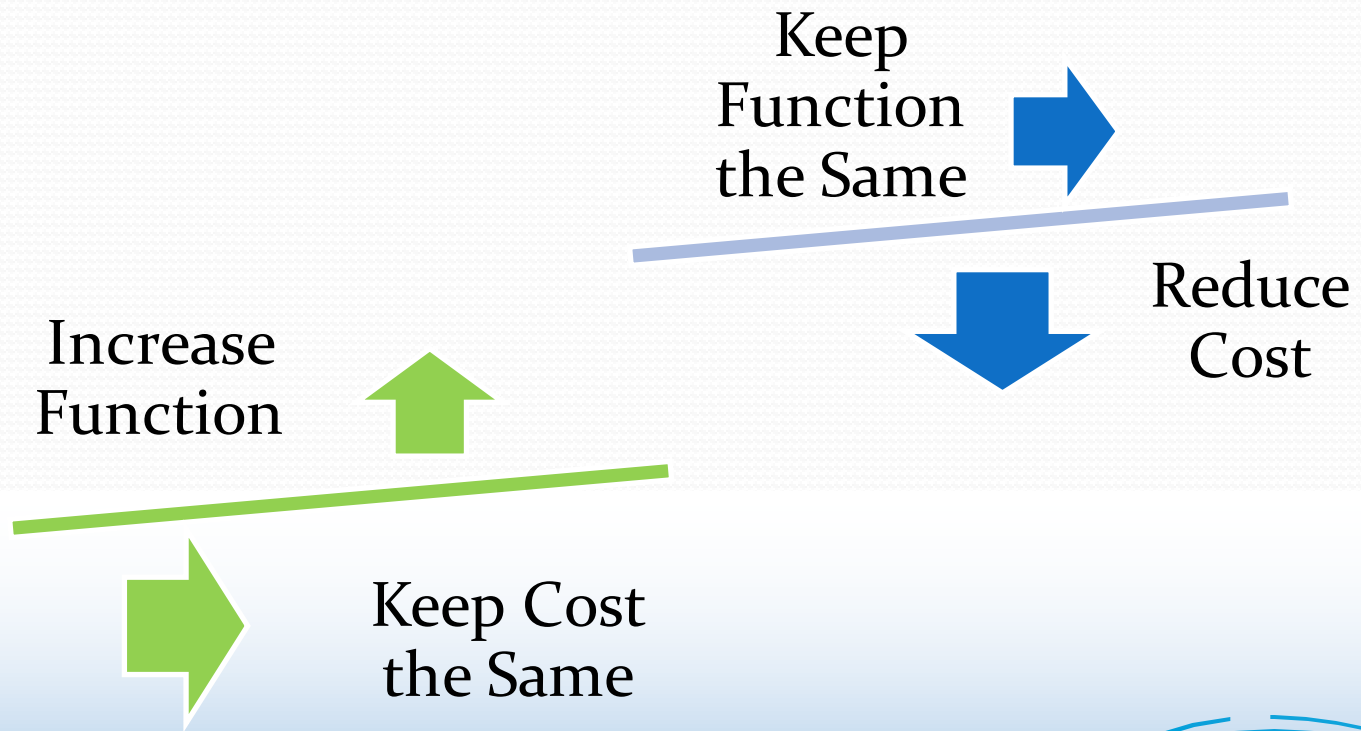 Keep
Function
the Same
Reduce
Cost
Increase
Function
Keep Cost
the Same